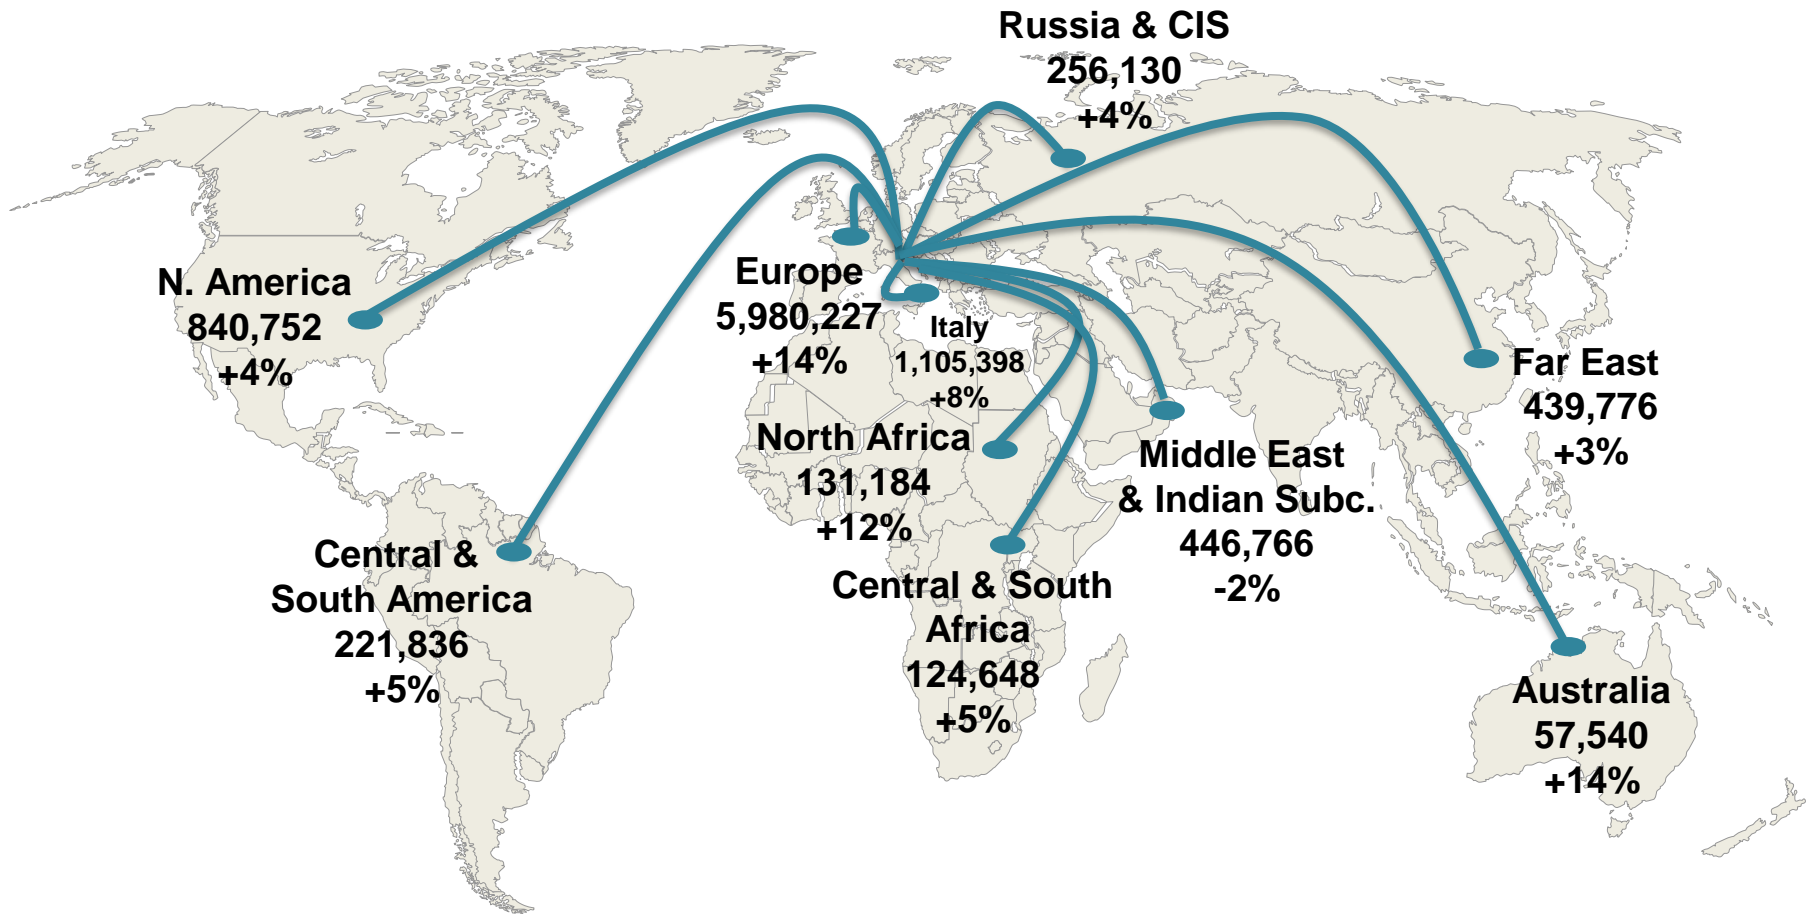 Russia & CIS
256,130
+4%
N. America
840,752
+4%
Europe
5,980,227
+14%
Italy
1,105,398
+8%
Far East
439,776
+3%
North Africa
131,184
+12%
Middle East
& Indian Subc.
446,766
-2%
Central &
South America
221,836
+5%
Central & South
Africa
124,648
+5%
Australia
57,540
+14%